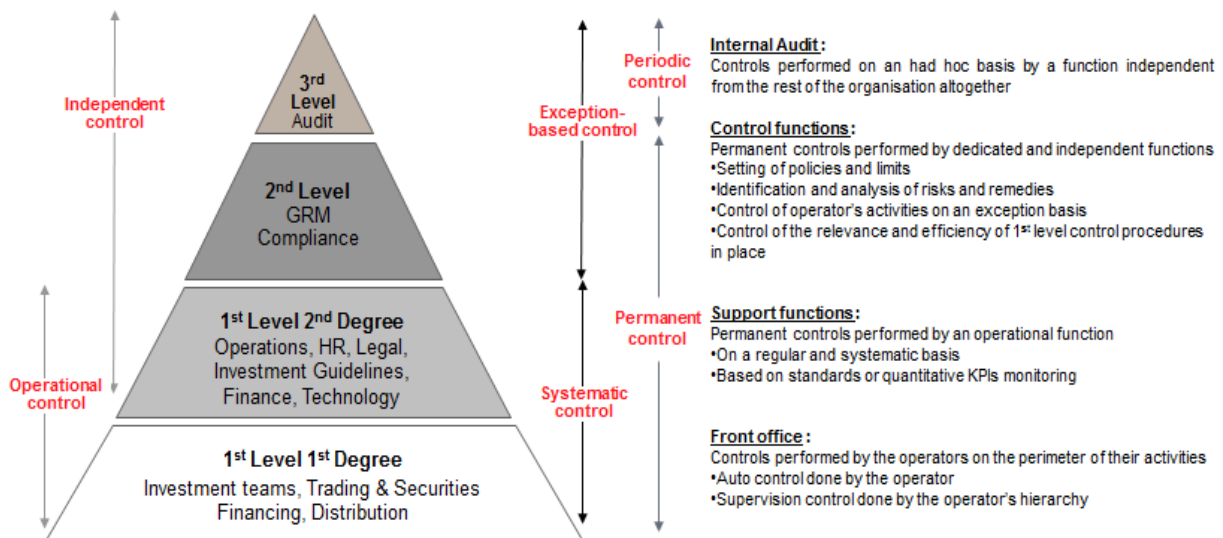 3rd
Level
Audit
2nd Level
GRM
Compliance
1st Level 2nd Degree
Operations, HR, Legal,
Investment Guidelines,
Finance, Technology
1st Level 1st Degree
Investment teams, Trading & Securities
Financing, Distribution
Independent
control
Operational
control
Exception-
based control
Systematic
control
Periodic
control
Permanent
control
Internal Audit :
Controls performed on an had hoc basis by a function independent
from the rest of the organisation altogether
Control functions:
Permanent controls performed by dedicated and independent functions
•Setting of policies and limits
•Identification and analysis of risks and remedies
•Control of operator's activities on an exception basis
•Control of the relevance and efficiency of 1st level control procedures
in place
Support functions:
Permanent controls performed by an operational function
•On a regular and systematic basis
•Based on standards or quantitative KPIs monitoring
Front office :
Controls performed by the operators on the perimeter of their activities
•Auto control done by the operator
•Supervision control done by the operator's hierarchy